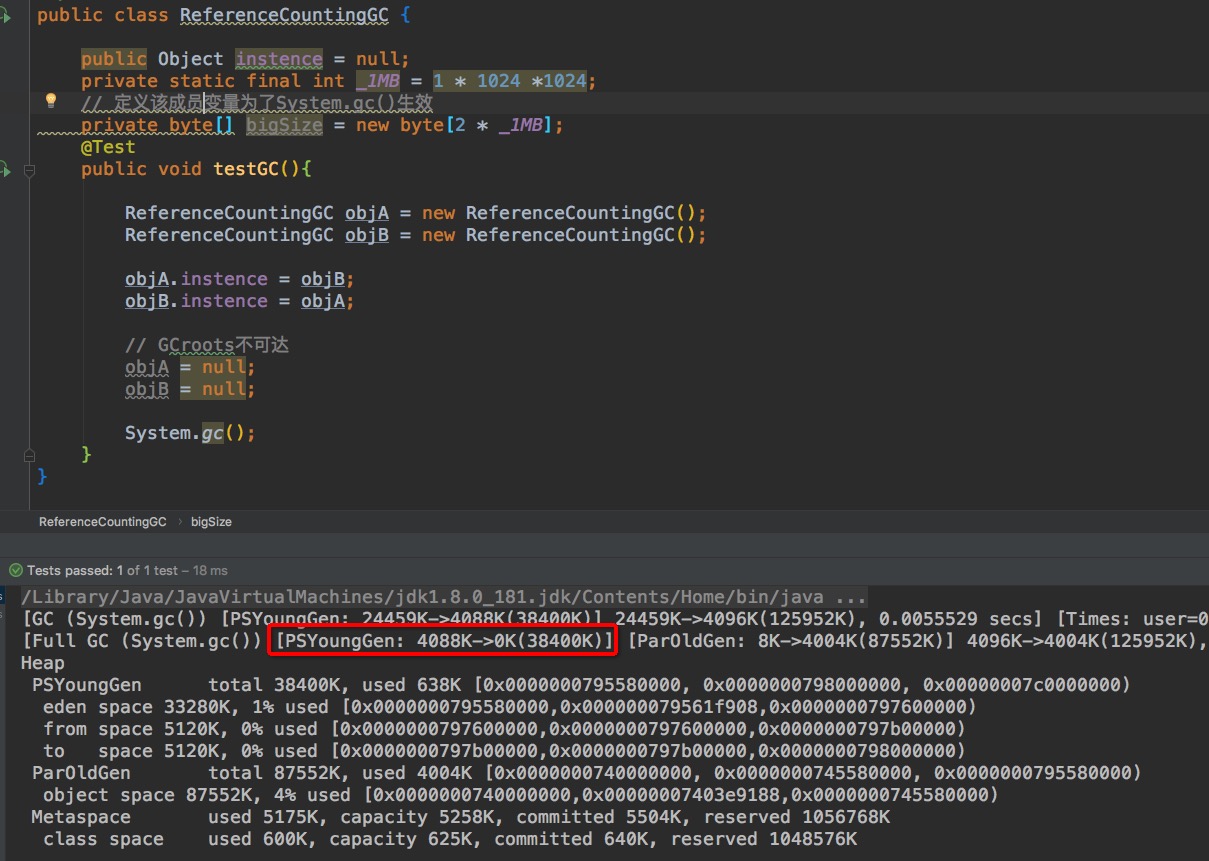 public class ReferenceCountingGC {
public Object instence = null;
private static final int _1MB = 1 * 1024 *1024;
// 定义该成员变量为了System.gc()生效
private byte[] bigSize = new byte[2 * _1MB];
@Test
public void testGC(){
ReferenceCountingGC objA = new ReferenceCountingGC();
ReferenceCountingGC objB = new ReferenceCountingGC();
objA.instence = objB;
objB.instence = objA;
// GCroots不可达
objA = null;
objB = null;
System.gc();
}
}
ReferenceCountingGC › bigSize
Tests passed: 1 of 1 test – 18 ms
/Library/Java/JavaVirtualMachines/jdk1.8.0_181.jdk/Contents/Home/bin/java ...
[GC (System.gc()) [PSYoungGen: 24459K->4088K(38400K)] 24459K->4096K(125952K), 0.0055529 secs] [Times: user=0
[Full GC (System.gc()) [PSYoungGen: 4088K->0K(38400K)] [ParOldGen: 8K->4004K(87552K)] 4096K->4004K(125952K),
Heap
PSYoungGen total 38400K, used 638K [0x0000000795580000, 0x0000000798000000, 0x00000007c0000000)
eden space 33280K, 1% used [0x0000000795580000,0x000000079561f908,0x0000000797600000)
from space 5120K, 0% used [0x0000000797600000,0x0000000797600000,0x0000000797b00000)
to space 5120K, 0% used [0x0000000797b00000,0x0000000797b00000,0x0000000798000000)
ParOldGen total 87552K, used 4004K [0x0000000740000000, 0x0000000745580000, 0x0000000795580000)
object space 87552K, 4% used [0x0000000740000000,0x00000007403e9188,0x0000000745580000)
Metaspace used 5175K, capacity 5258K, committed 5504K, reserved 1056768K
class space used 600K, capacity 625K, committed 640K, reserved 1048576K